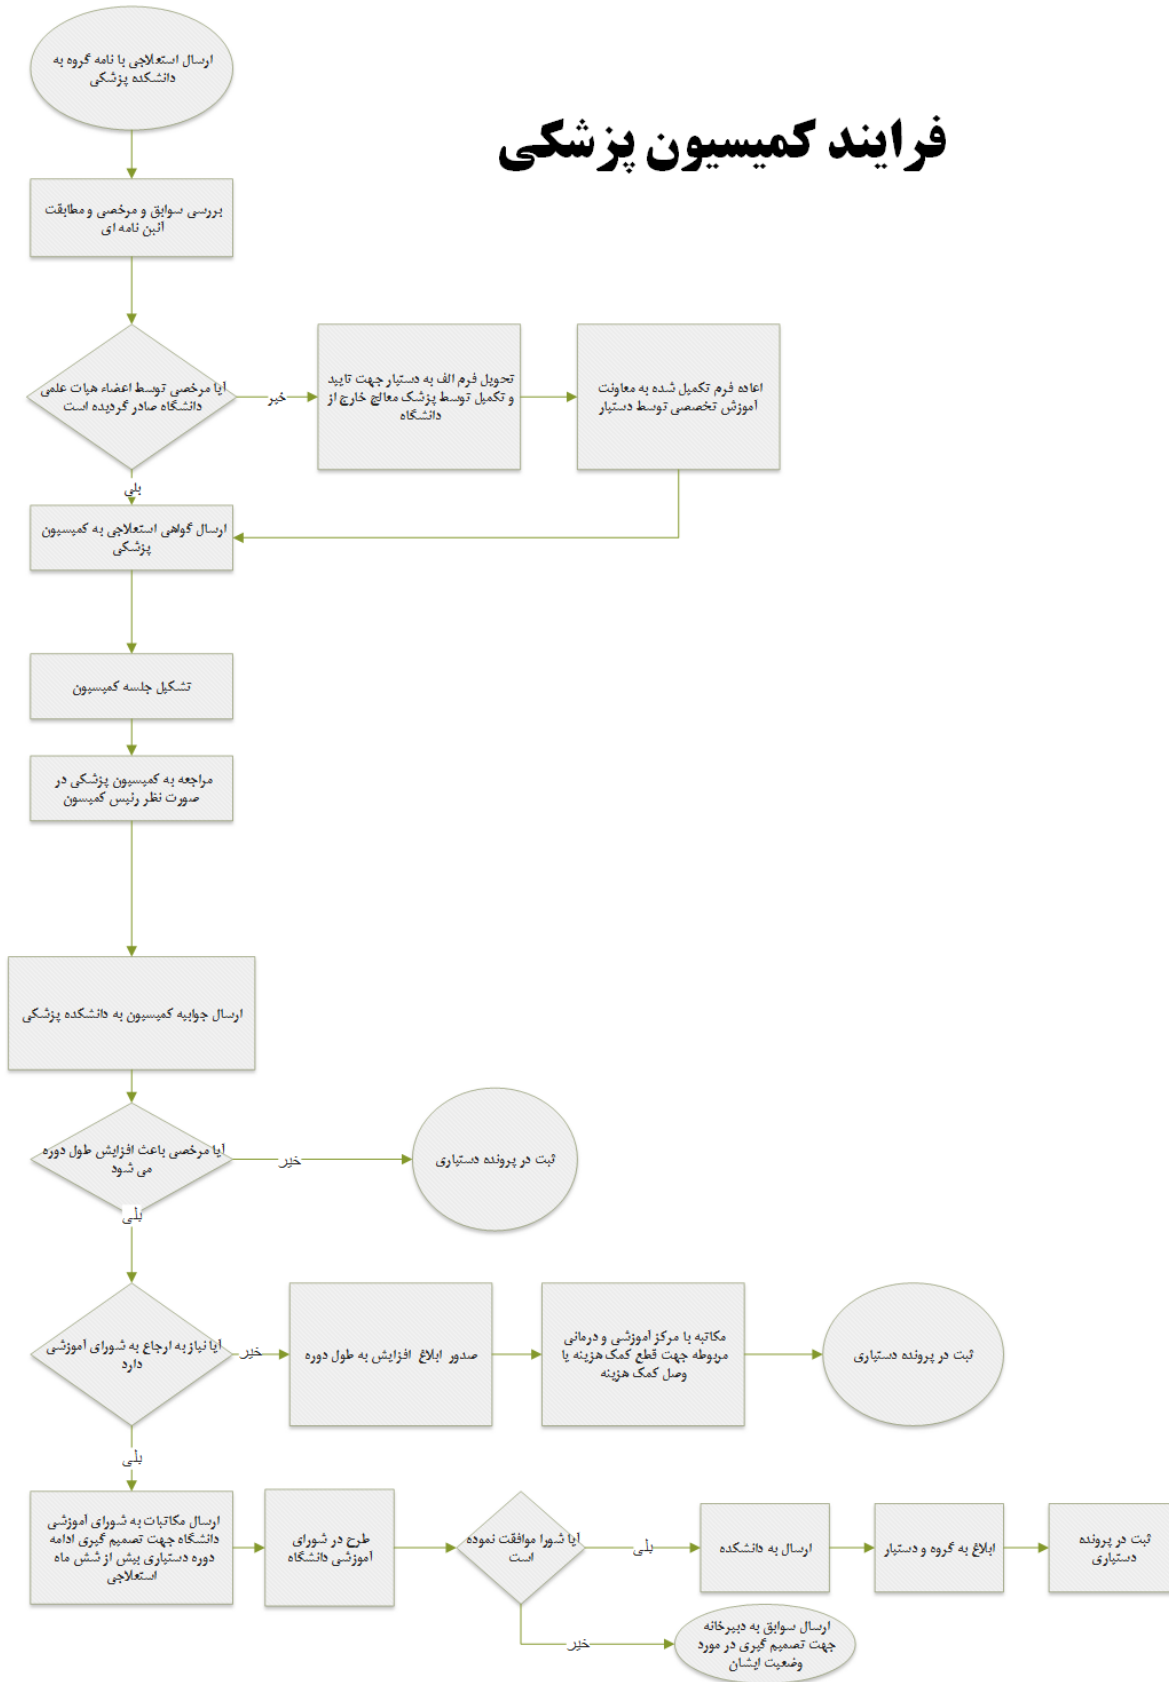 فرایند کمیسیون پزشکی
ارسال استعلاجی با نامه گروه به
دانشکده پزشکی
بررسی سوابق و مرخصی و مطابقت
آئین نامه ای
آیا مرخصی توسط اعضاء هیات علمی
دانشگاه صادر گردیده است
خیر
تحویل فرم الف به دستیار جهت تایید
و تکمیل توسط پزشک معالج خارج از
دانشگاه
اعاده فرم تکمیل شده به معاونت
آموزش تخصصی توسط دستیار
بلی
ارسال گواهی استعلاجی به کمیسیون
پزشکی
تشکیل جلسه کمیسیون
مراجعه به کمیسیون پزشکی در
صورت نظر رئیس کمیسون
ارسال جوابیه کمیسیون به دانشکده پزشکی
آیا مرخصی باعث افزایش طول دوره
می شود
خیر
ثبت در پرونده دستیاری
بلی
آیا نیاز به ارجاع به شورای آموزشی
دارد
خیر
صدور ابلاغ افزایش به طول دوره
مکاتبه با مرکز آموزشی و درمانی
مربوطه جهت قطع کمک هزینه یا
وصل کمک هزینه
ثبت در پرونده دستیاری
بلی
ارسال مکاتبات به شورای آموزشی
دانشگاه جهت تصمیم گیری ادامه
دوره دستیاری بیش از شش ماه
استعلاجی
طرح در شورای
آموزشی دانشگاه
آیا شورا موافقت نموده
است
بلی
ارسال به دانشکده
ابلاغ به گروه و دستیار
ثبت در پرونده
دستیاری
خیر
ارسال سوابق به دبیرخانه
جهت تصمیم گیری در مورد
وضعیت ایشان